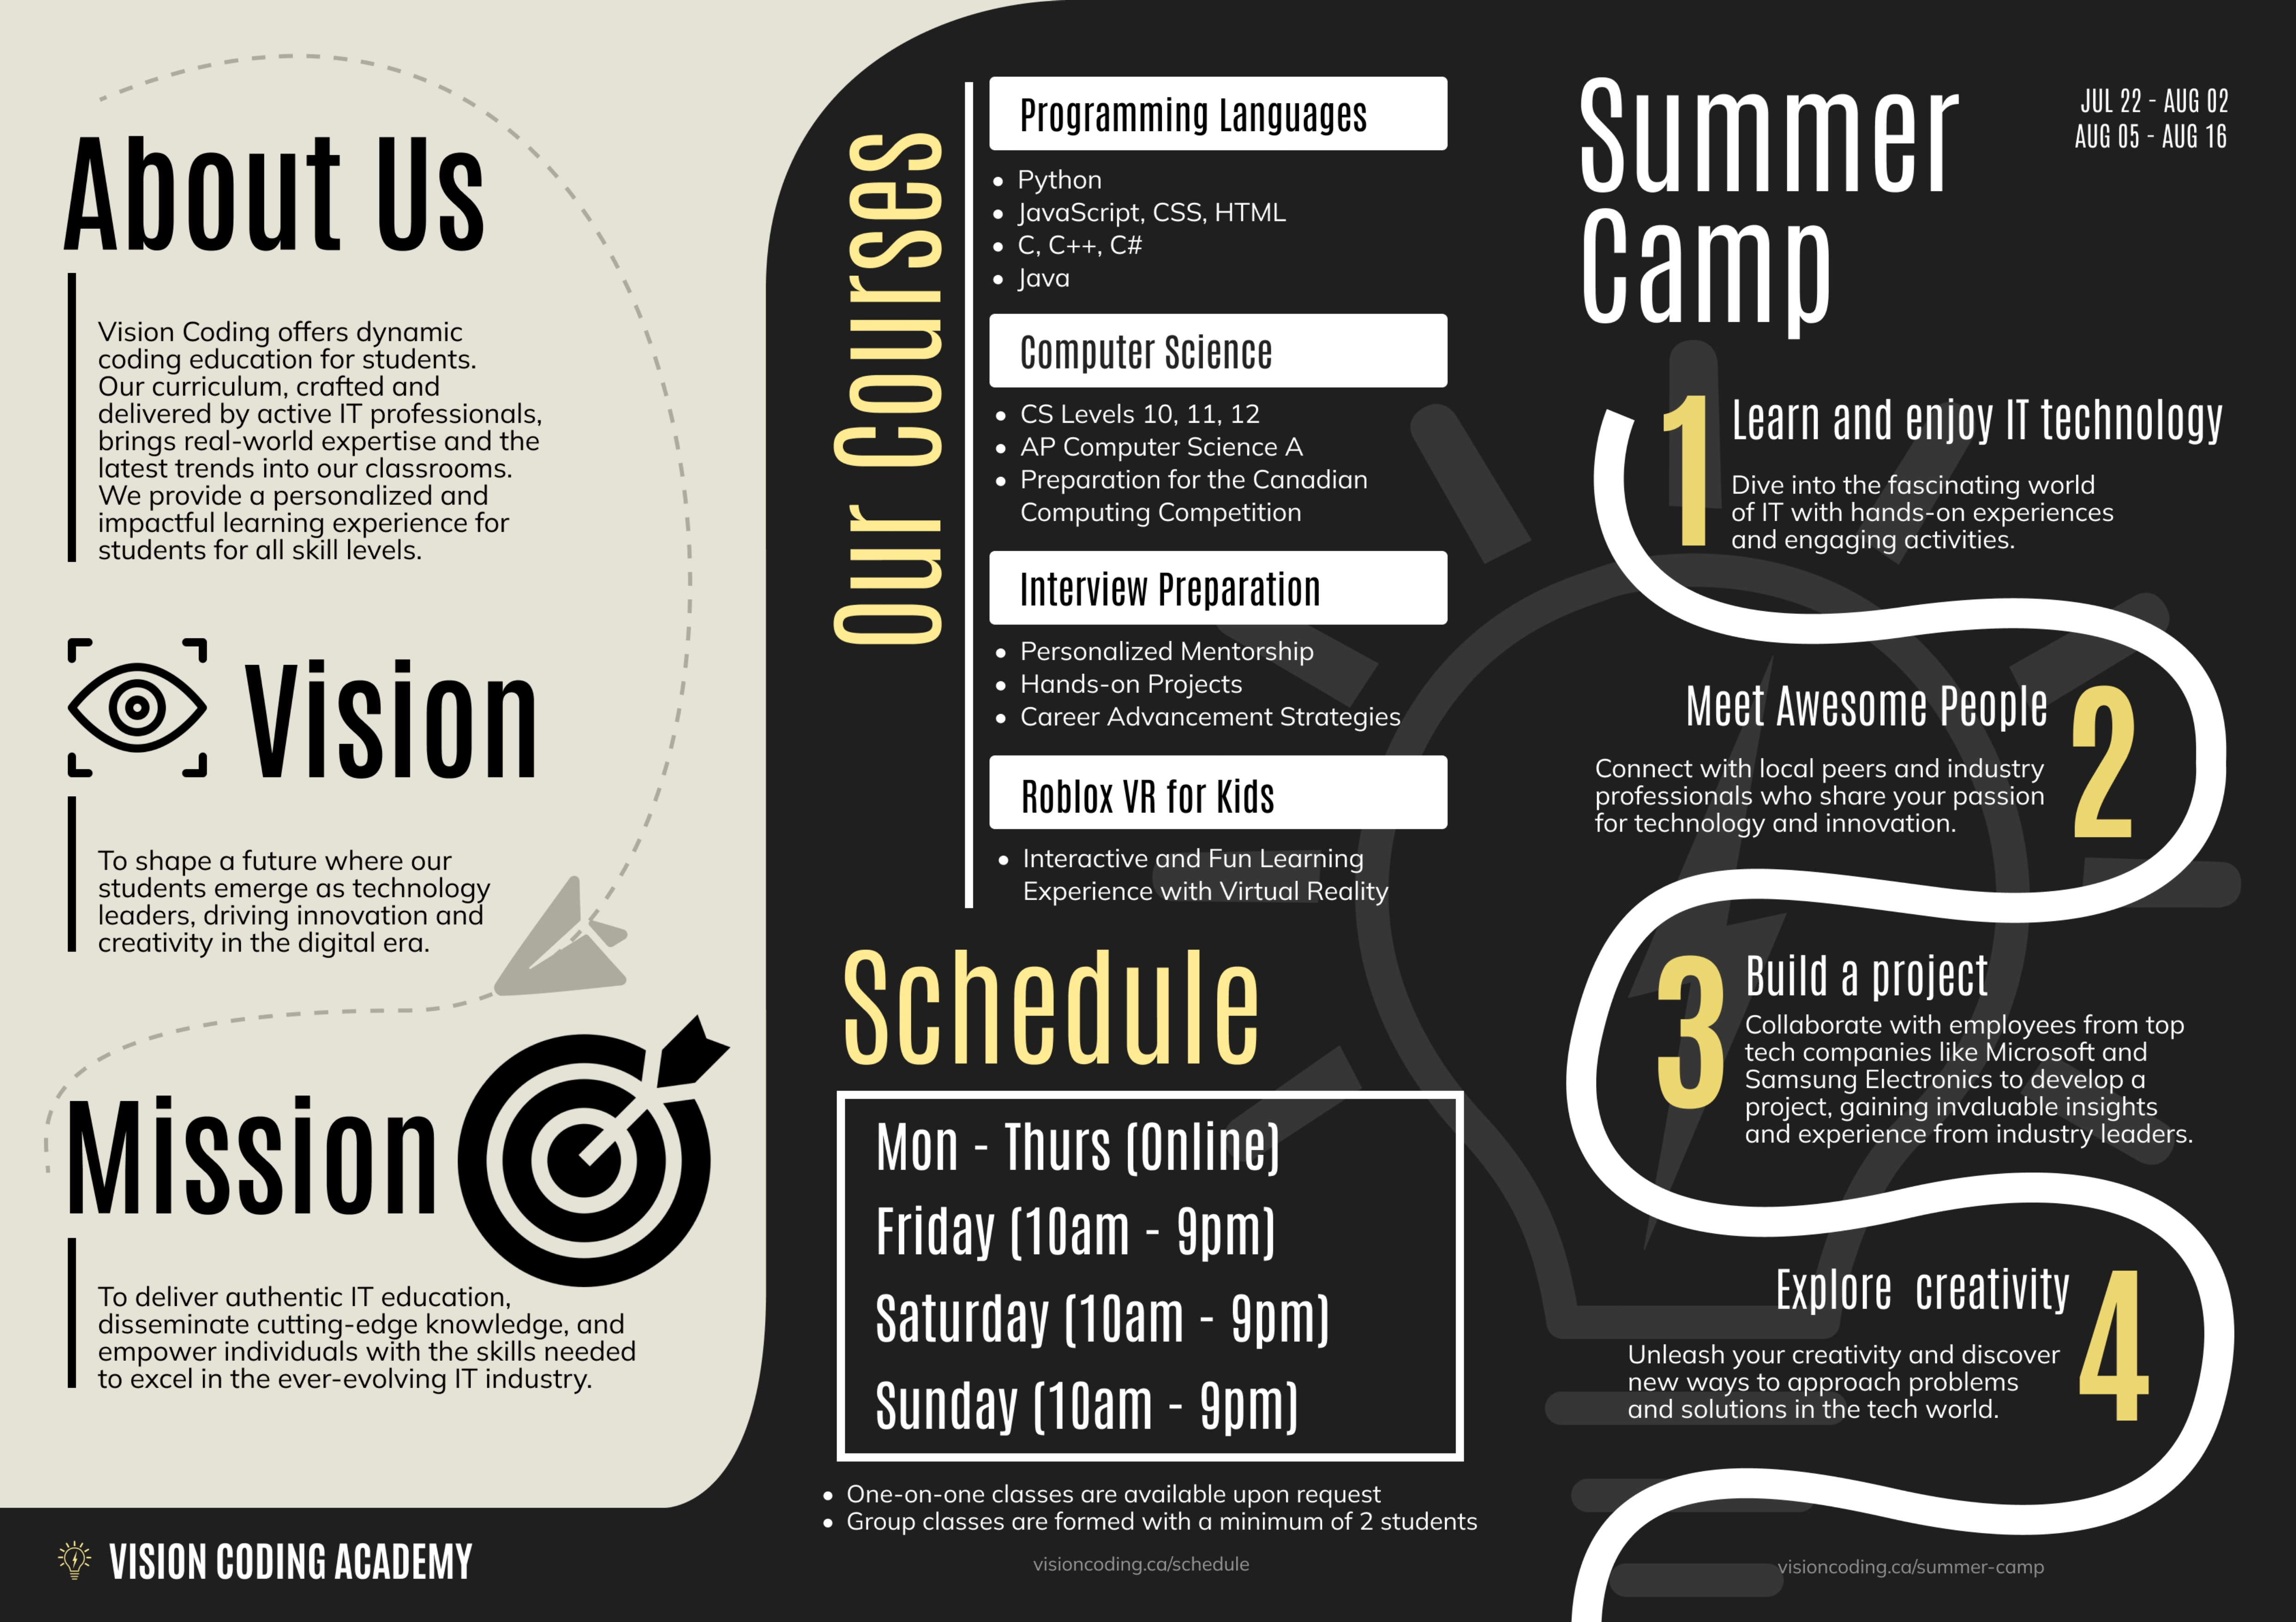 About Us
Vision Coding offers dynamic
coding education for students.
Our curriculum, crafted and
delivered by active IT professionals,
brings real-world expertise and the
latest trends into our classrooms.
We provide a personalized and
impactful learning experience for
students for all skill levels.
Vision
To shape a future where our
students emerge as technology
leaders, driving innovation and
creativity in the digital era.
Mission
To deliver authentic IT education,
disseminate cutting-edge knowledge, and
empower individuals with the skills needed
to excel in the ever-evolving IT industry.
VISION CODING ACADEMY
Our Courses
Programming Languages
• Python
• JavaScript, CSS, HTML
• C, C++, C#
• Java
Computer Science
• CS Levels 10, 11, 12
• AP Computer Science A
• Preparation for the Canadian
Computing Competition
Interview Preparation
• Personalized Mentorship
• Hands-on Projects
• Career Advancement Strategies
Roblox VR for Kids
• Interactive and Fun Learning
Experience with Virtual Reality
Schedule
Mon - Thurs (Online)
Friday (10am - 9pm)
Saturday (10am - 9pm)
Sunday (10am - 9pm)
• One-on-one classes are available upon request
• Group classes are formed with a minimum of 2 students
visioncoding.ca/schedule
Summer
Camp
JUL 22 - AUG 02
AUG 05 - AUG 16
1 Learn and enjoy IT technology
Dive into the fascinating world
of IT with hands-on experiences
and engaging activities.
Meet Awesome People 2
Connect with local peers and industry
professionals who share your passion
for technology and innovation.
3 Build a project
Collaborate with employees from top
tech companies like Microsoft and
Samsung Electronics to develop a
project, gaining invaluable insights
and experience from industry leaders.
Explore creativity 4
Unleash your creativity and discover
new ways to approach problems
and solutions in the tech world.
visioncoding.ca/summer-camp